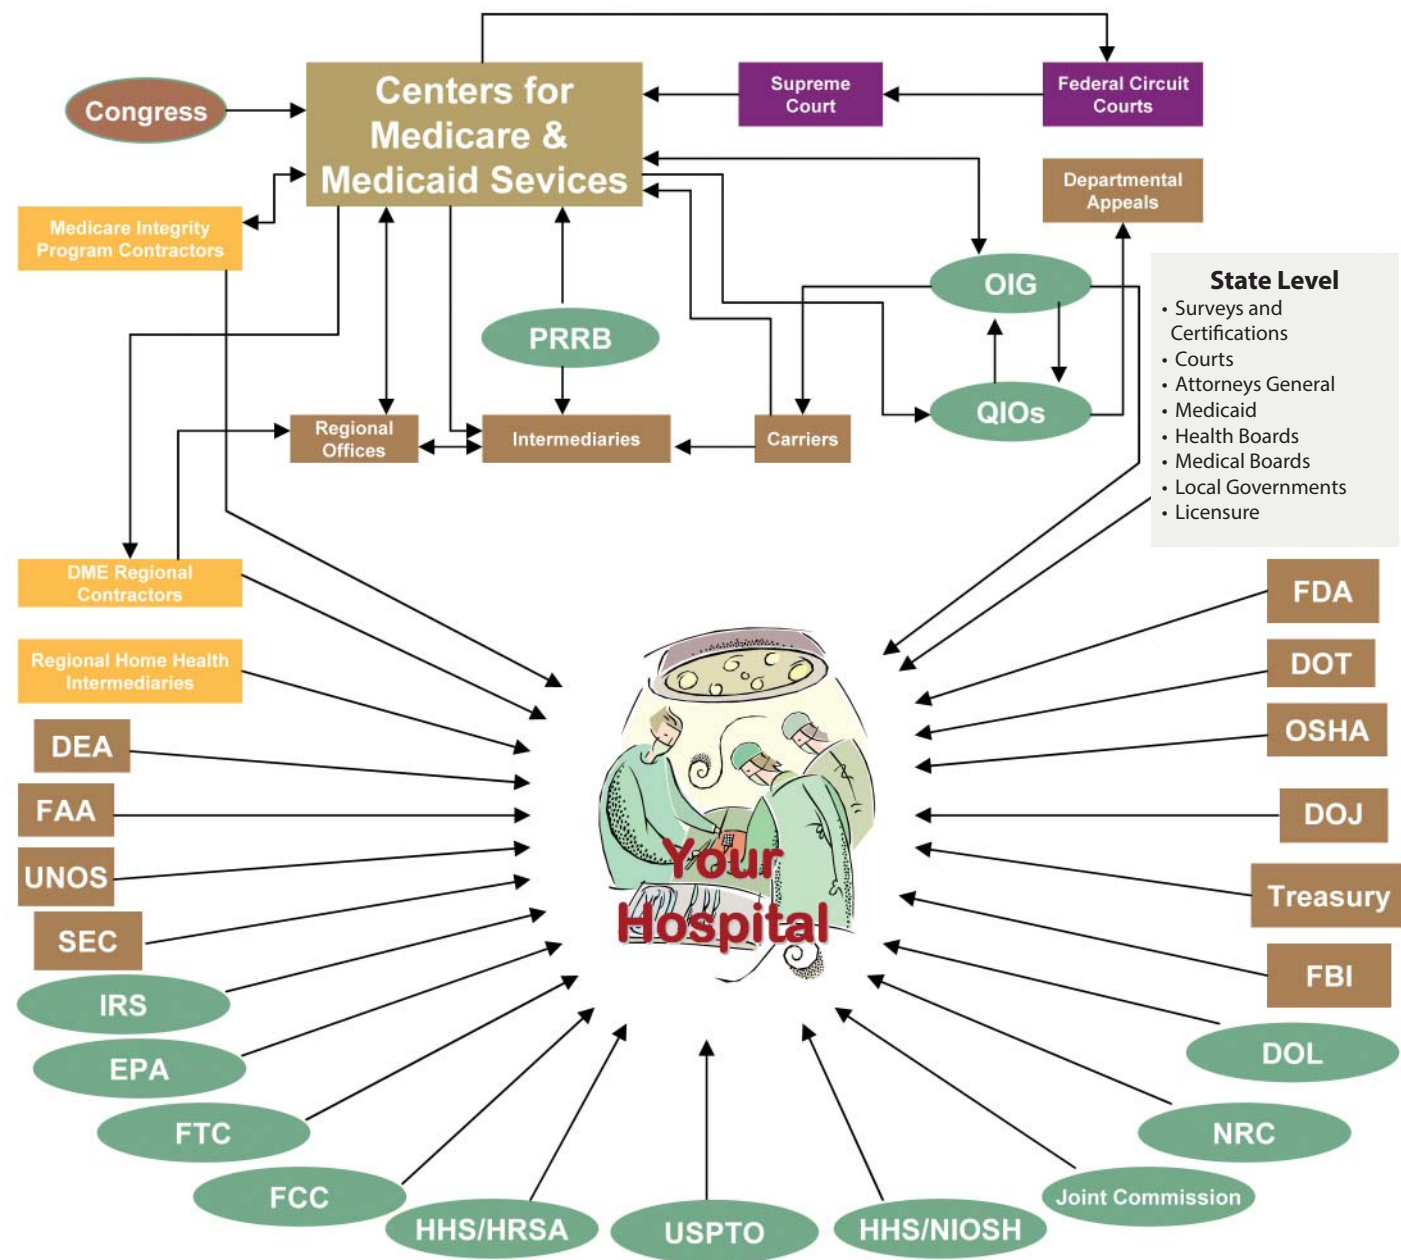 Congress
Centers for
Medicare &
Medicaid Sevices
Supreme
Court
Federal Circuit
Courts
Departmental
Appeals
Medicare Integrity
Program Contractors
OIG
PRRB
QIOs
Regional
Offices
Intermediaries
Carriers
State Level
• Surveys and
Certifications
• Courts
• Attorneys General
• Medicaid
• Health Boards
• Medical Boards
• Local Governments
• Licensure
DME Regional
Contractors
Regional Home Health
Intermediaries
DEA
FAA
UNOS
SEC
IRS
EPA
FTC
FCC
HHS/HRSA
USPTO
HHS/NIOSH
Joint Commission
NRC
DOL
FBI
Treasury
DOJ
OSHA
DOT
FDA
Your
Hospital